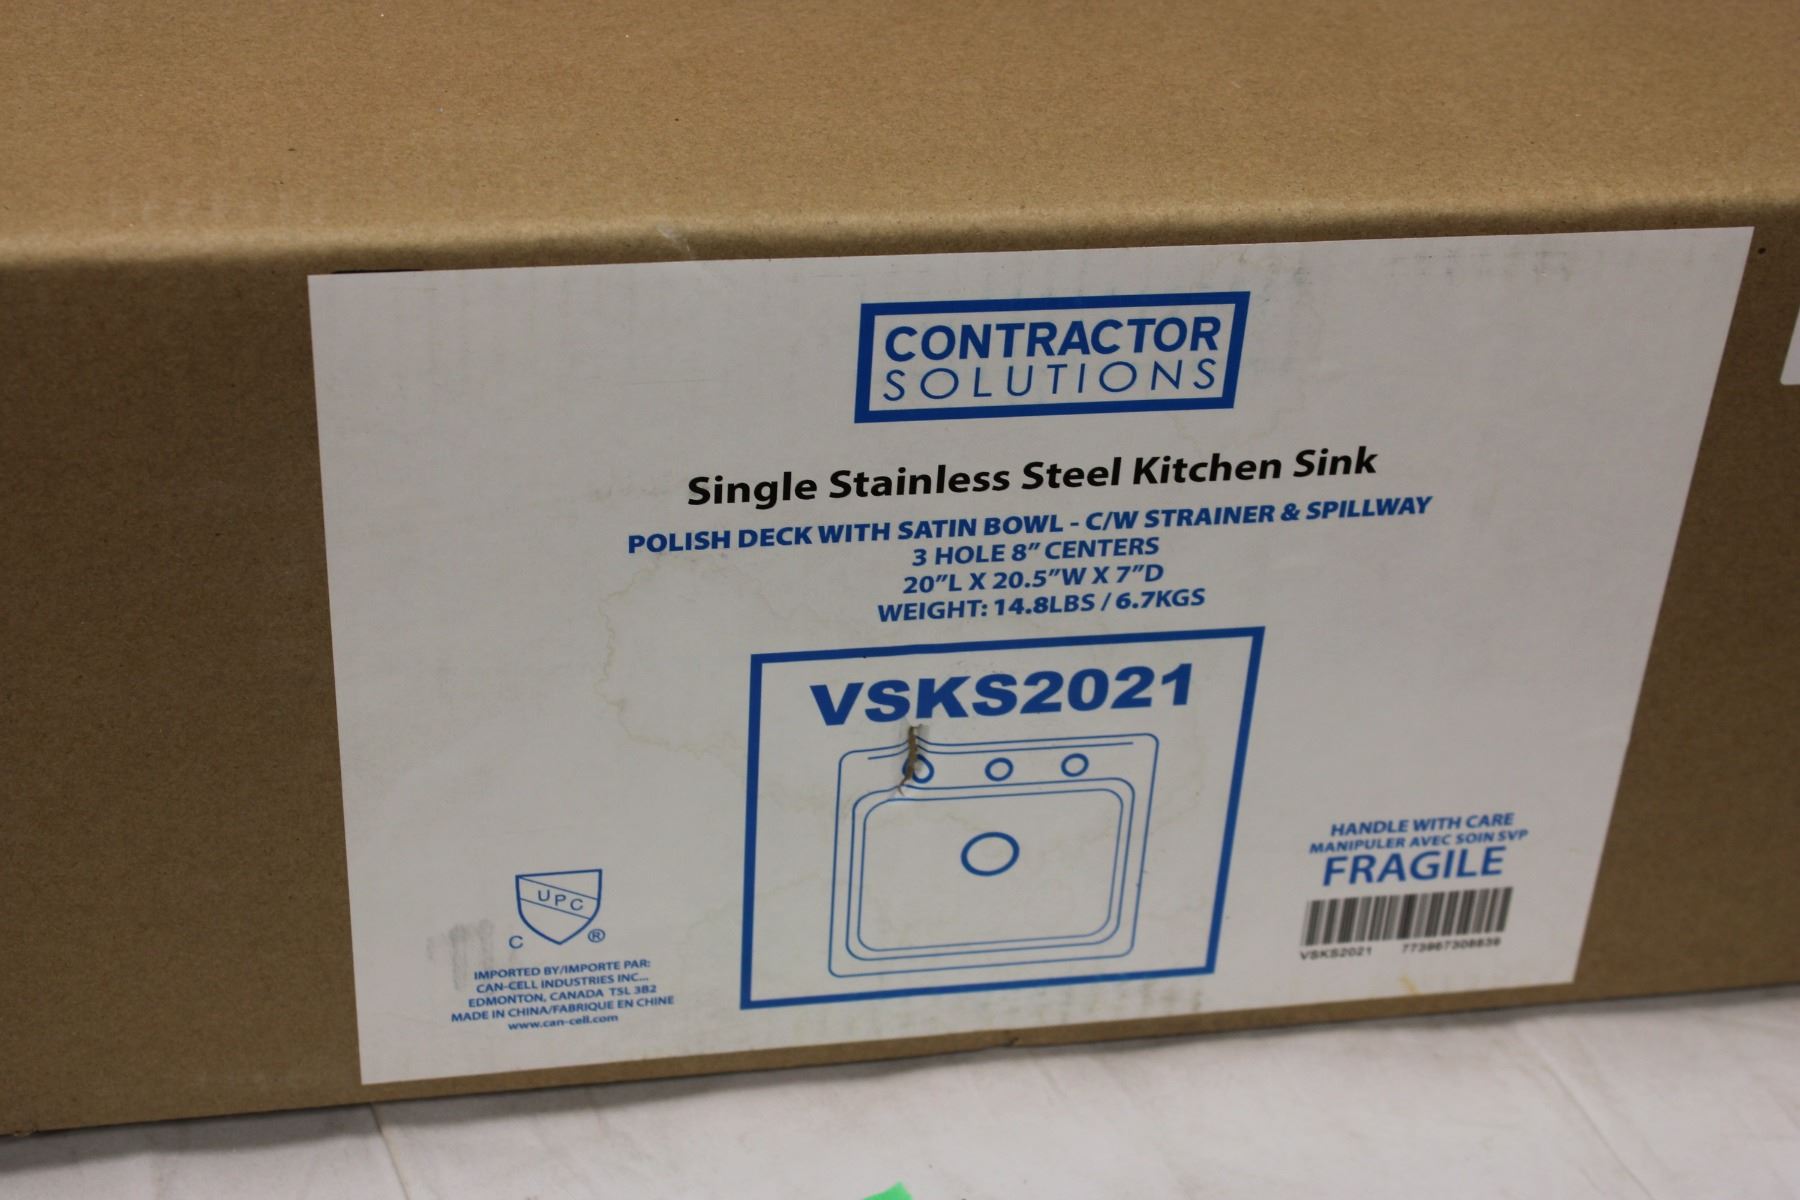 CONTRACTOR
SOLUTIONS
Single Stainless Steel Kitchen Sink
POLISH DECK WITH SATIN BOWL - C/W STRAINER & SPILLWAY
3 HOLE 8" CENTERS
20"L X 20.5"W X 7"D
WEIGHT: 14.8LBS / 6.7KGS
VSKS2021
UPC
C ®
IMPORTED BY/IMPORTE PAR:
CAN-CELL INDUSTRIES INC...
EDMONTON, CANADA T5L 3B2
MADE IN CHINA/FABRIQUE EN CHINE
www.can-cell.com
HANDLE WITH CARE
MANIPULER AVEC SOIN SVP
FRAGILE
VSKS2021